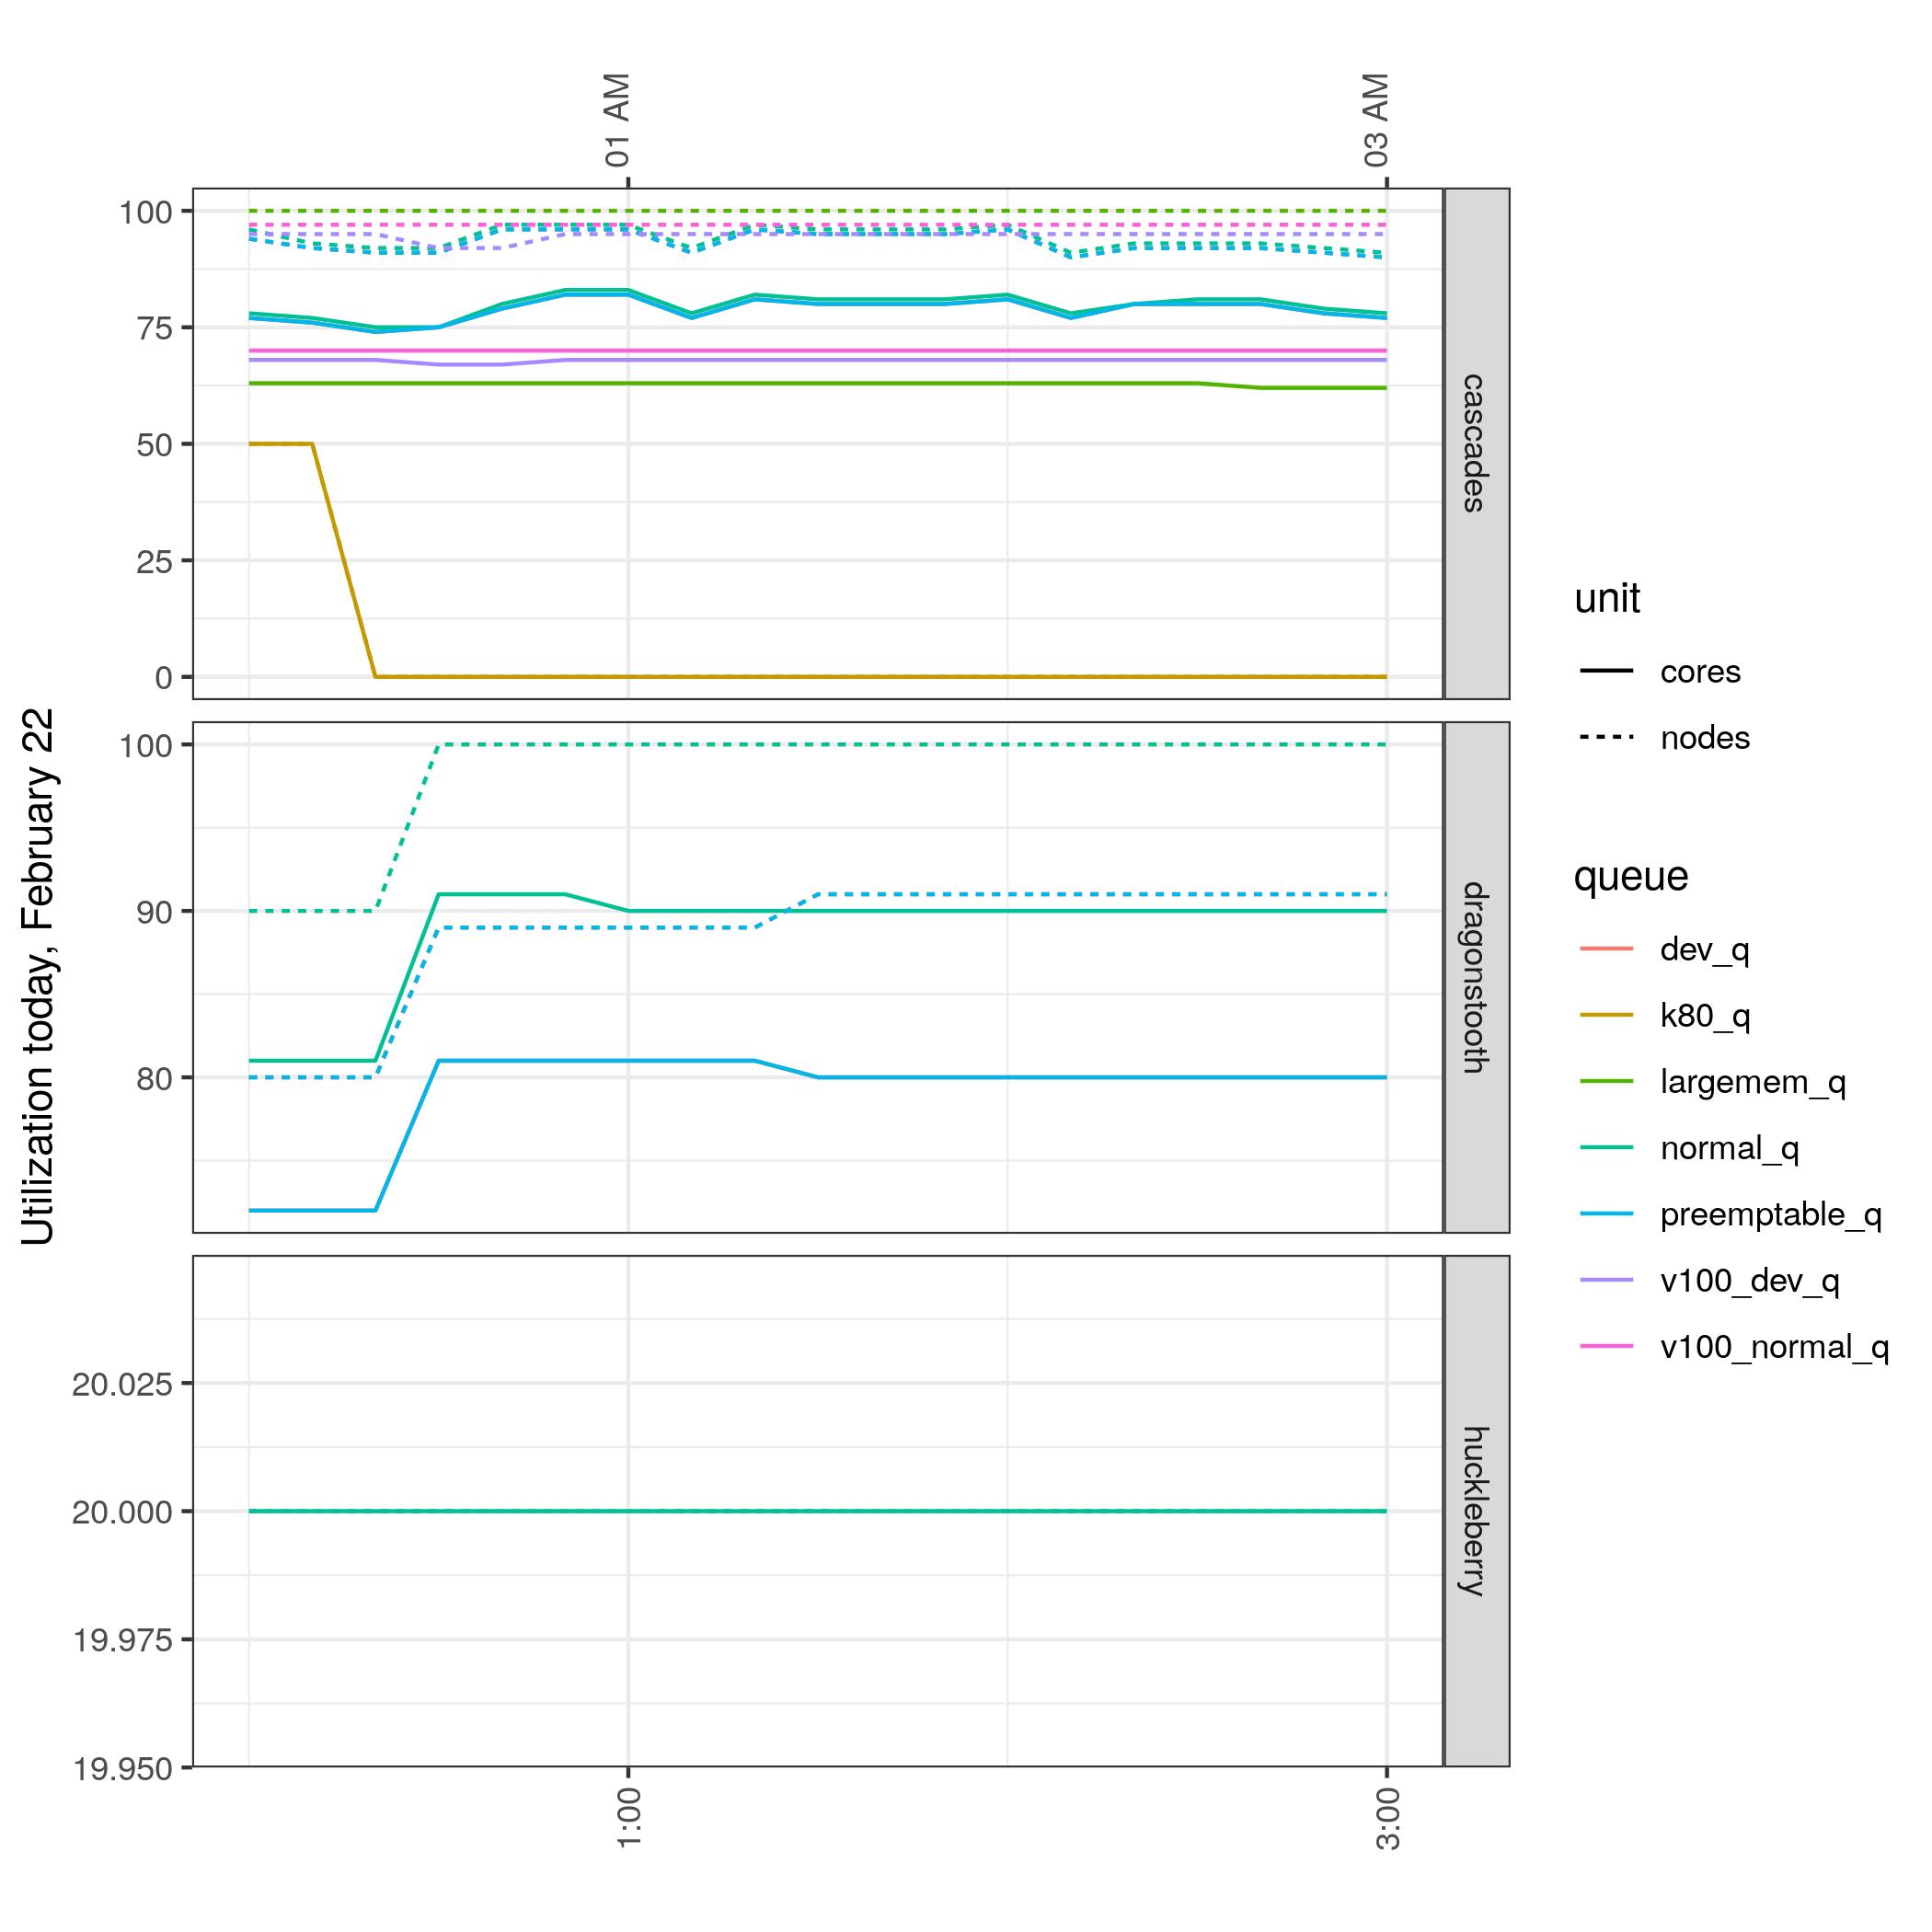 01 AM
03 AM
Utilization today, February 22
100
75
50
25
0
cascades
100
90
80
dragonstooth
20.025
20.000
19.975
19.950
huckleberry
1:00
3:00
unit
cores
nodes
queue
dev_q
k80_q
largemem_q
normal_q
preemptable_q
v100_dev_q
v100_normal_q